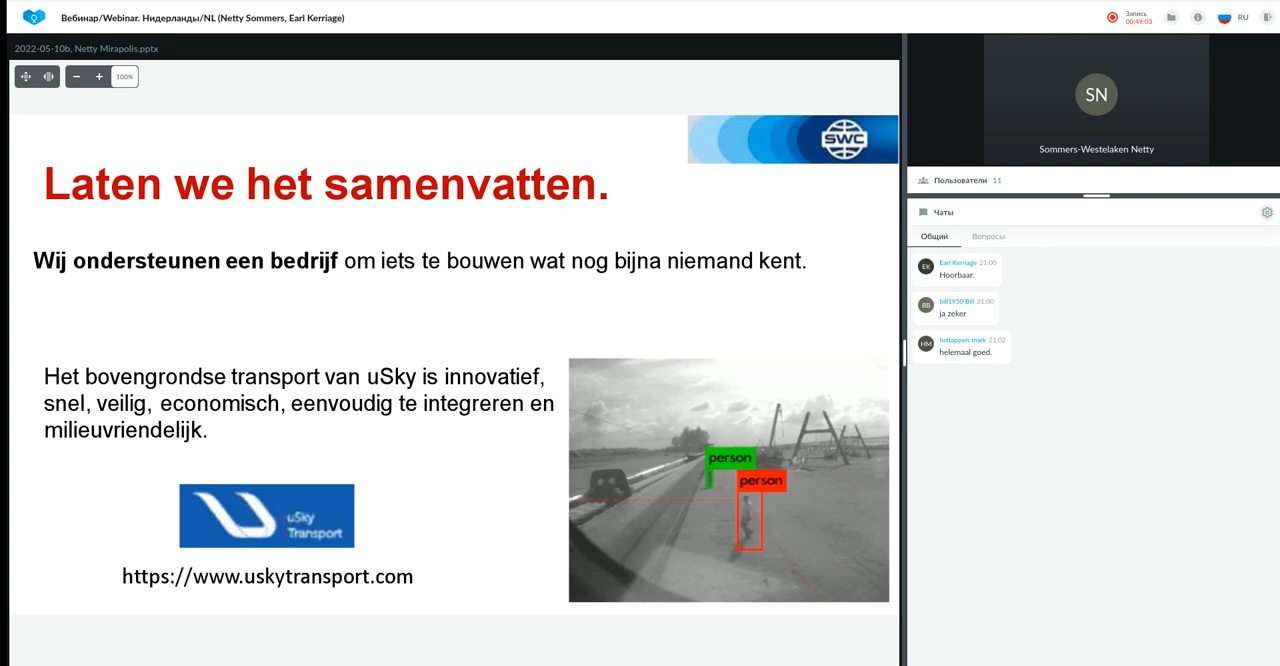 Вебинар/Webinar. Нидерланды/NL (Netty Sommers, Earl Kerriage)
Запись
00:49:03
RU
2022-05-10b, Netty Mirapolis.pptx
100%
SWC
Laten we het samenvatten.
Wij ondersteunen een bedrijf om iets te bouwen wat nog bijna niemand kent.
Het bovengrondse transport van uSky is innovatief,
snel, veilig, economisch, eenvoudig te integreren en
milieuvriendelijk.
person
person
uSky
Transport
https://www.uskytransport.com
SN
Sommers-Westelaken Netty
Пользователи 11
Чаты
Общий Вопросы
EK Earl Kerriage 21:00
Hoorbaar.
BB bill1950 Bill 21:00
ja zeker
HM holtappels mark 21:02
helemaal goed.